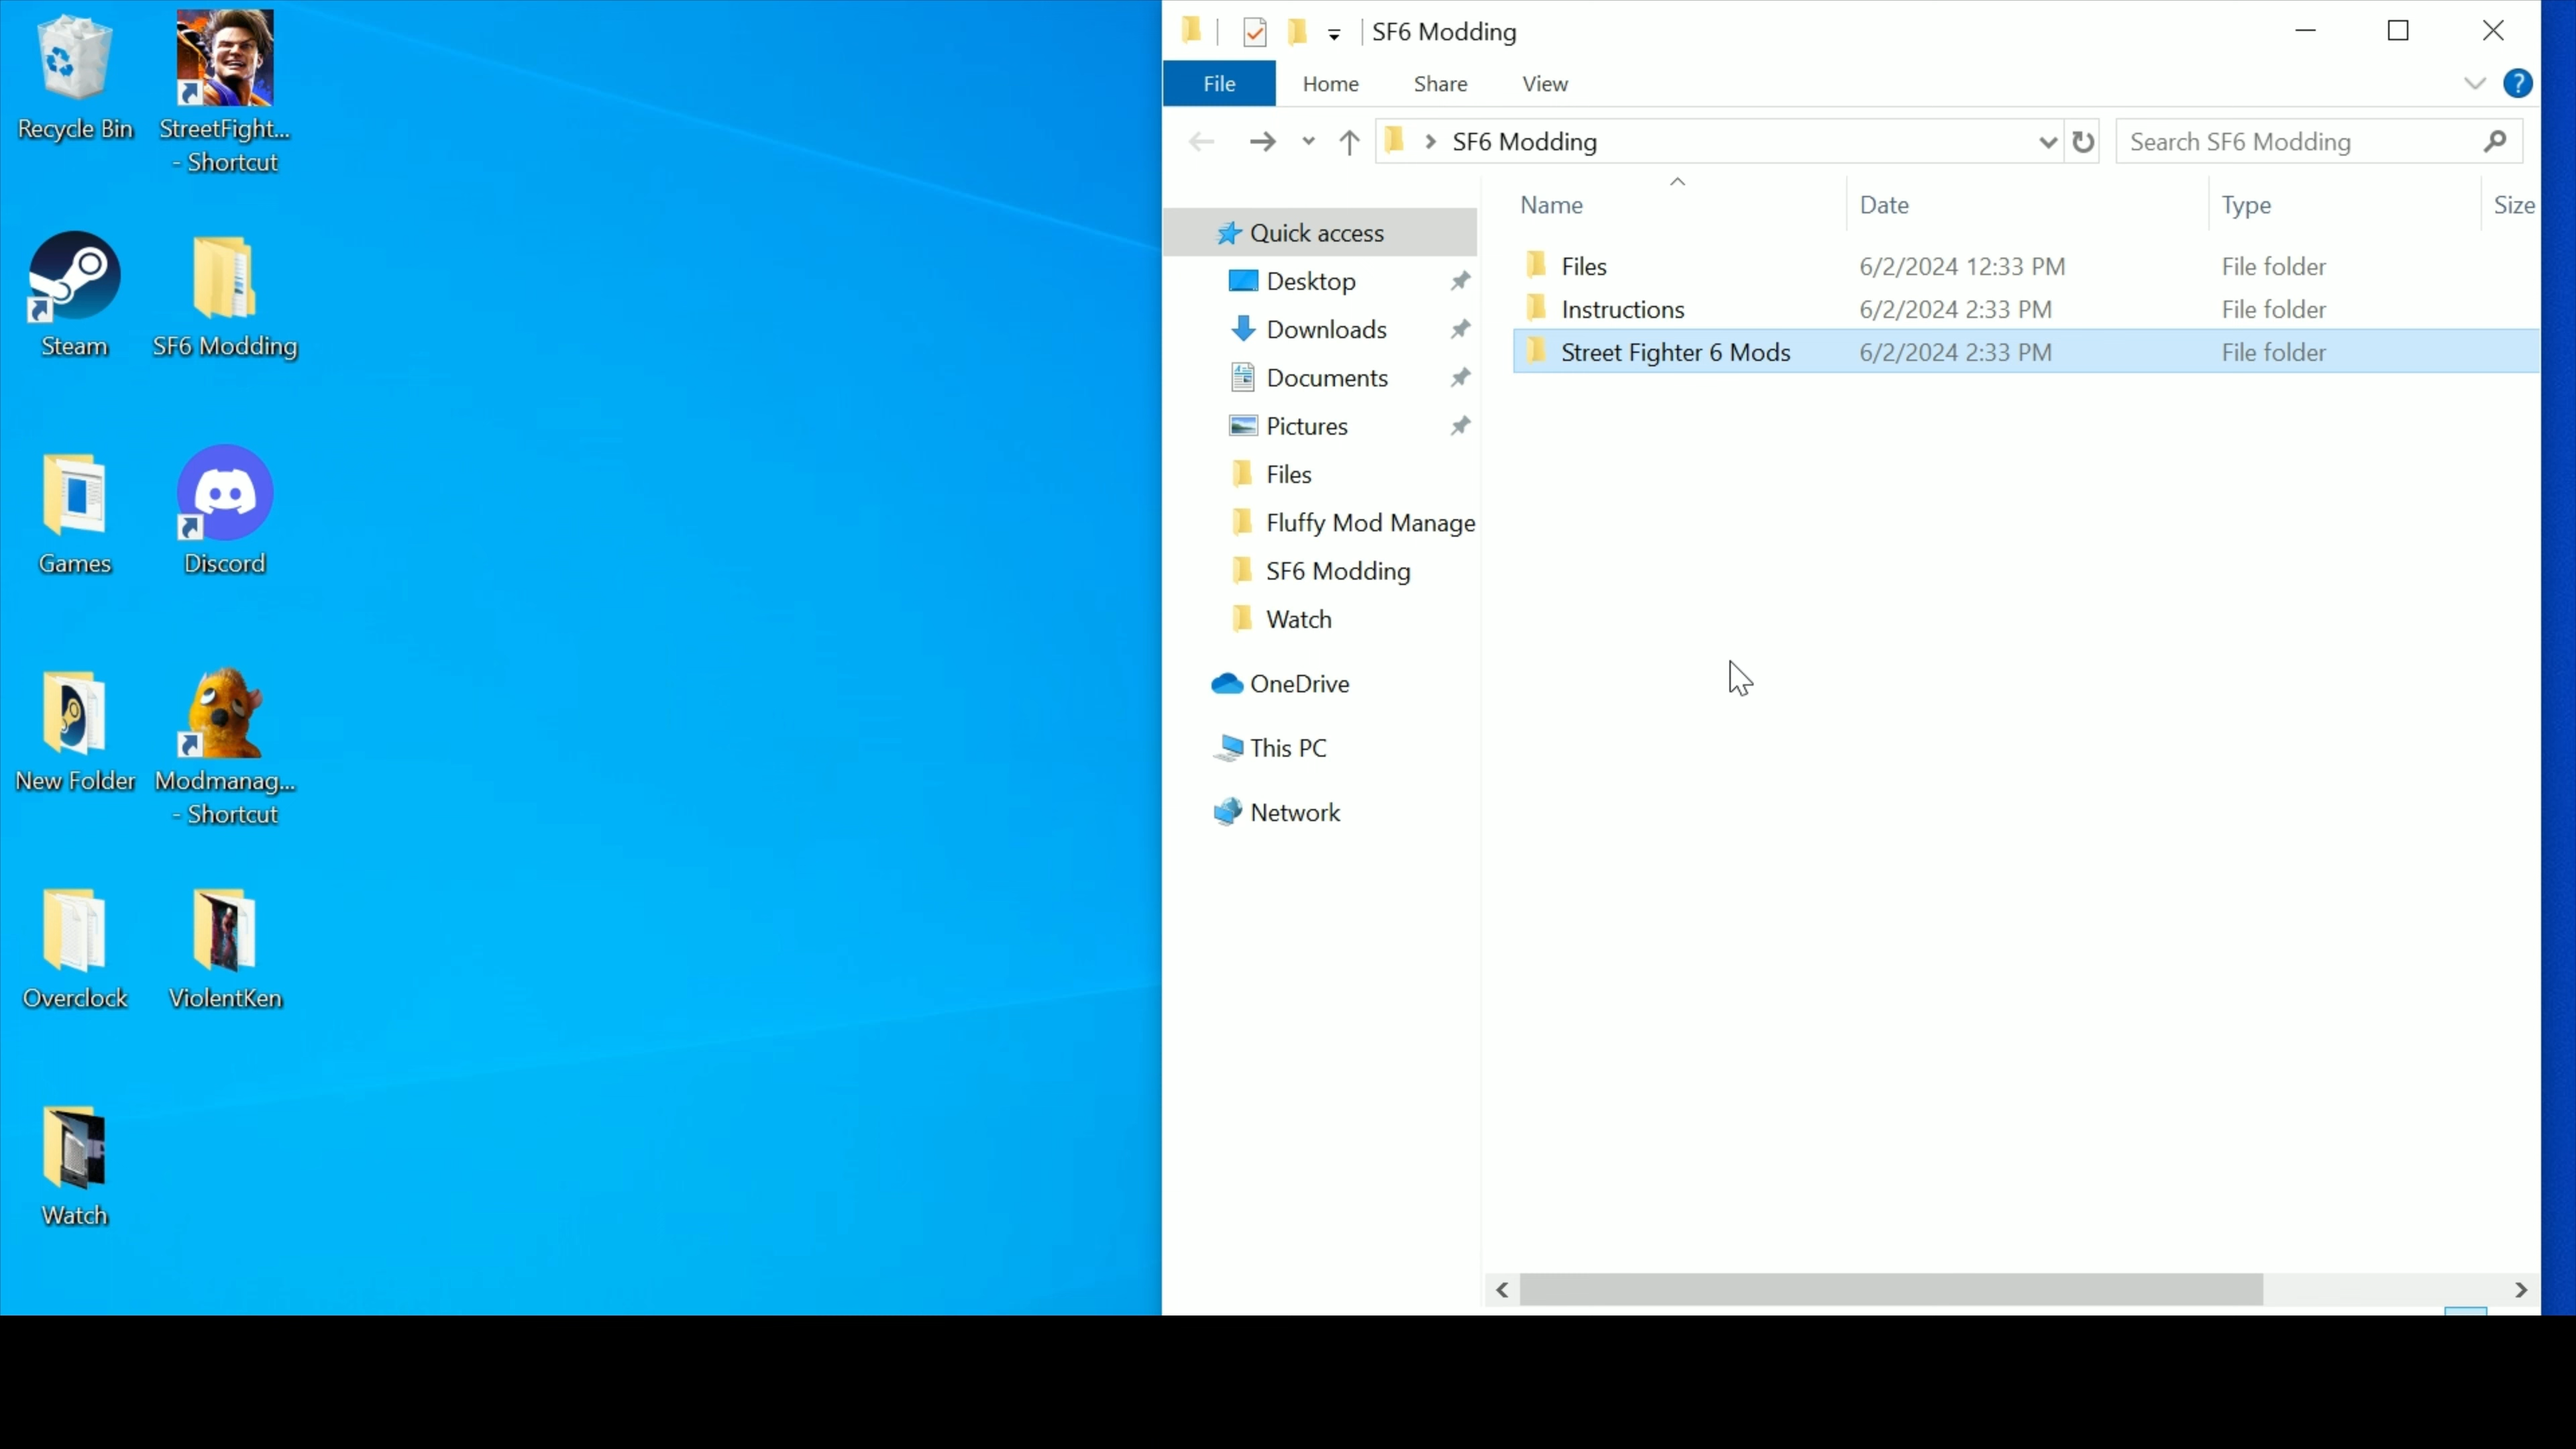 Recycle Bin
StreetFight...
- Shortcut
Steam
SF6 Modding
Games
Discord
New Folder
Modmanag...
- Shortcut
Overclock
ViolentKen
Watch
SF6 Modding
File Home Share View
SF6 Modding
Search SF6 Modding
Quick access
Desktop
Downloads
Documents
Pictures
Files
Fluffy Mod Manage
SF6 Modding
Watch
OneDrive
This PC
Network
Name Date Type Size
Files 6/2/2024 12:33 PM File folder
Instructions 6/2/2024 2:33 PM File folder
Street Fighter 6 Mods 6/2/2024 2:33 PM File folder